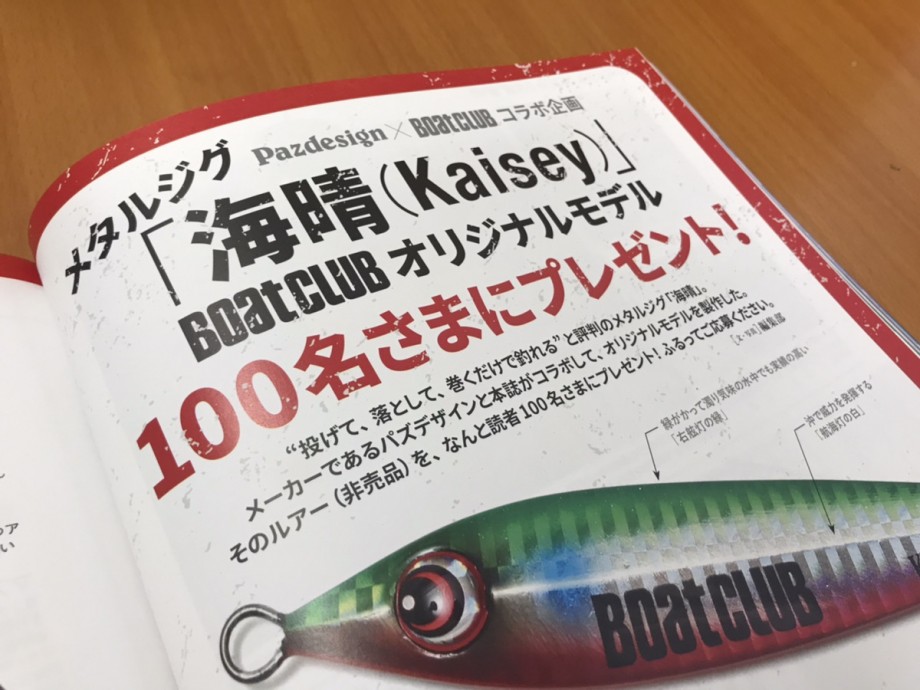 Pazdesign×BoatCLUB コラボ企画
メタルジグ
「海晴(Kaisey)」
BoatCLUB オリジナルモデル
100名さまにプレゼント!
“投げて、落として、巻くだけで釣れる”と評判のメタルジグ「海晴」。
メーカーであるパズデザインと本誌がコラボして、オリジナルモデルを製作した。
そのルアー(非売品)を、なんと読者100名さまにプレゼント! ふるってご応募ください。
[文・写真]編集部
緑がかって濁り気味の水中でも実績の高い
[右舷灯の緑]
沖で威力を発揮する
[航海灯の白]
BoatCLUB